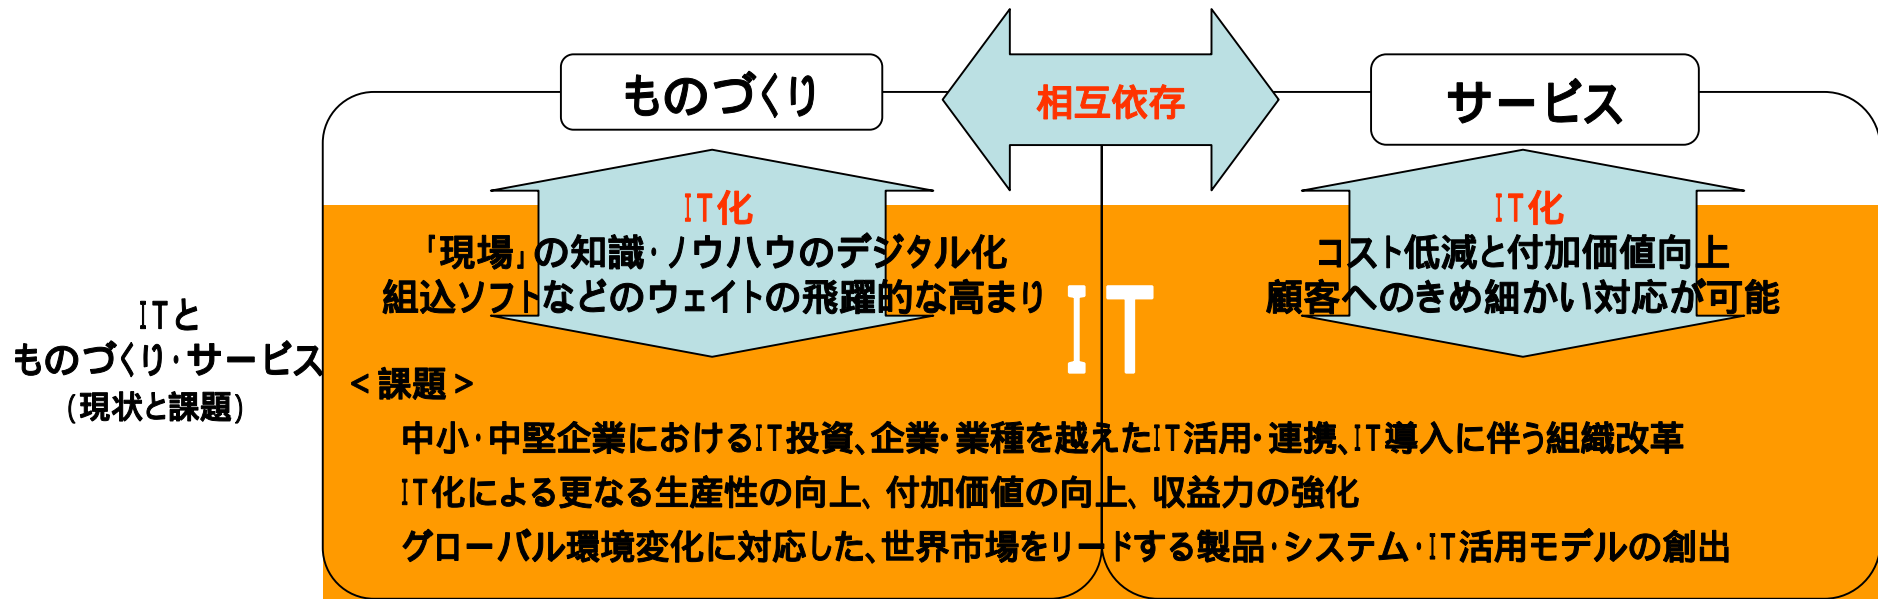 ものづくり
相互依存
サービス
IT化
「現場」の知識・ノウハウのデジタル化
組込ソフトなどのウェイトの飛躍的な高まり
IT化
コスト低減と付加価値向上
顧客へのきめ細かい対応が可能
IT
ITと
ものづくり・サービス
(現状と課題)
<課題>
中小・中堅企業におけるIT投資、企業・業種を越えたIT活用・連携、IT導入に伴う組織改革
IT化による更なる生産性の向上、付加価値の向上、収益力の強化
グローバル環境変化に対応した、世界市場をリードする製品・システム・IT活用モデルの創出